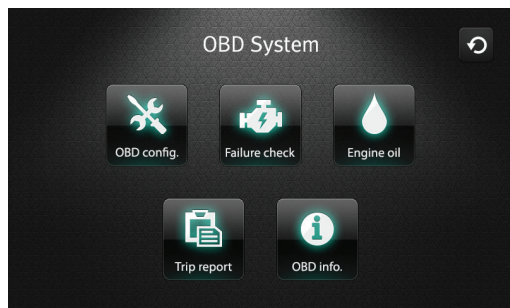 OBD System
OBD config.
Failure check
Engine oil
Trip report
OBD info.